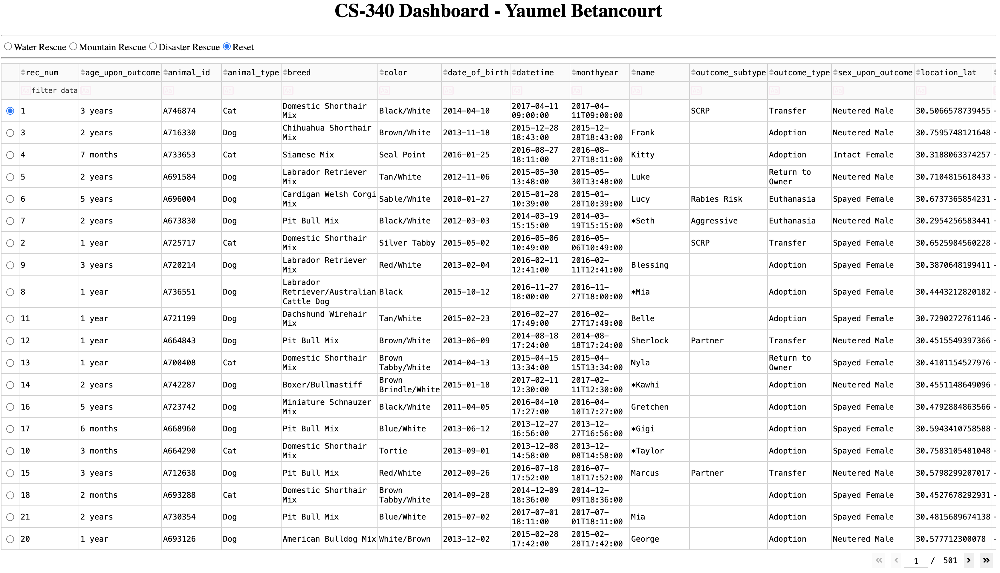 CS-340 Dashboard - Yaumel Betancourt
Water Rescue Mountain Rescue Disaster Rescue Reset
rec_num age_upon_outcome animal_id animal_type breed color date_of_birth datetime monthyear name outcome_subtype outcome_type sex_upon_outcome location_lat
Aa filter data Aa Aa Aa Aa Aa Aa Aa Aa Aa Aa Aa Aa Aa
1 3 years A746874 Cat Domestic Shorthair Mix Black/White 2014-04-10 2017-04-11 09:00:00 2017-04-11T09:00:00 SCRP Transfer Neutered Male 30.5066578739455 -
3 2 years A716330 Dog Chihuahua Shorthair Mix Brown/White 2013-11-18 2015-12-28 18:43:00 2015-12-28T18:43:00 Frank Adoption Neutered Male 30.7595748121648 -
4 7 months A733653 Cat Siamese Mix Seal Point 2016-01-25 2016-08-27 18:11:00 2016-08-27T18:11:00 Kitty Adoption Intact Female 30.3188063374257 -
5 2 years A691584 Dog Labrador Retriever Mix Tan/White 2012-11-06 2015-05-30 13:48:00 2015-05-30T13:48:00 Luke Return to Owner Neutered Male 30.7104815618433 -
6 5 years A696004 Dog Cardigan Welsh Corgi Mix Sable/White 2010-01-27 2015-01-28 10:39:00 2015-01-28T10:39:00 Lucy Rabies Risk Euthanasia Spayed Female 30.6737365854231 -
7 2 years A673830 Dog Pit Bull Mix Black/White 2012-03-03 2014-03-19 15:15:00 2014-03-19T15:15:00 *Seth Aggressive Euthanasia Neutered Male 30.2954256583441 -
2 1 year A725717 Cat Domestic Shorthair Mix Silver Tabby 2015-05-02 2016-05-06 10:49:00 2016-05-06T10:49:00 SCRP Transfer Spayed Female 30.6525984560228 -
9 3 years A720214 Dog Labrador Retriever Mix Red/White 2013-02-04 2016-02-11 12:41:00 2016-02-11T12:41:00 Blessing Adoption Spayed Female 30.3870648199411 -
8 1 year A736551 Dog Labrador Retriever/Australian Cattle Dog Black 2015-10-12 2016-11-27 18:00:00 2016-11-27T18:00:00 *Mia Adoption Spayed Female 30.4443212820182 -
11 1 year A721199 Dog Dachshund Wirehair Mix Tan/White 2015-02-23 2016-02-27 17:49:00 2016-02-27T17:49:00 Belle Adoption Spayed Female 30.7290272761146 -
12 1 year A664843 Dog Pit Bull Mix Brown/White 2013-06-09 2014-08-18 17:24:00 2014-08-18T17:24:00 Sherlock Partner Transfer Neutered Male 30.4515549397366 -
13 1 year A700408 Cat Domestic Shorthair Mix Brown Tabby/White 2014-04-13 2015-04-15 13:34:00 2015-04-15T13:34:00 Nyla Return to Owner Spayed Female 30.4101154527976 -
14 2 years A742287 Dog Boxer/Bullmastiff Brown Brindle/White 2015-01-18 2017-02-11 12:30:00 2017-02-11T12:30:00 *Kawhi Adoption Neutered Male 30.4551148649096 -
16 5 years A723742 Dog Miniature Schnauzer Mix Black/White 2011-04-05 2016-04-10 17:27:00 2016-04-10T17:27:00 Gretchen Adoption Spayed Female 30.4792884863566 -
17 6 months A668960 Dog Pit Bull Mix Blue/White 2013-06-12 2013-12-27 16:56:00 2013-12-27T16:56:00 *Gigi Adoption Spayed Female 30.5943410758588 -
10 3 months A664290 Cat Domestic Shorthair Mix Tortie 2013-09-01 2013-12-08 14:58:00 2013-12-08T14:58:00 *Taylor Adoption Spayed Female 30.7583105481048 -
15 3 years A712638 Dog Pit Bull Mix Red/White 2012-09-26 2016-07-18 17:52:00 2016-07-18T17:52:00 Marcus Partner Transfer Neutered Male 30.5798299207017 -
18 2 months A693288 Cat Domestic Shorthair Mix Brown Tabby/White 2014-09-28 2014-12-09 18:36:00 2014-12-09T18:36:00 Adoption Spayed Female 30.4527678292931 -
21 2 years A730354 Dog Pit Bull Mix Blue/White 2015-07-02 2017-07-01 18:11:00 2017-07-01T18:11:00 Mia Adoption Spayed Female 30.4815689674138 -
20 1 year A693126 Dog American Bulldog Mix White/Brown 2013-12-02 2015-02-28 17:42:00 2015-02-28T17:42:00 George Adoption Neutered Male 30.577712300078 -
1 / 501